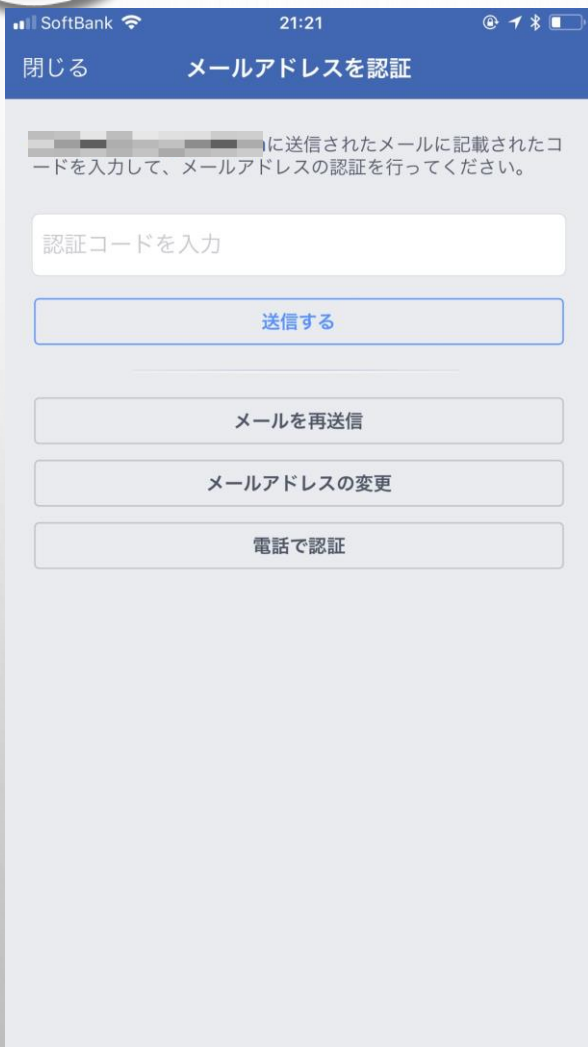 SoftBank 21:21
閉じる メールアドレスを認証
に送信されたメールに記載されたコ
ードを入力して、メールアドレスの認証を行ってください。
認証コードを入力
送信する
メールを再送信
メールアドレスの変更
電話で認証